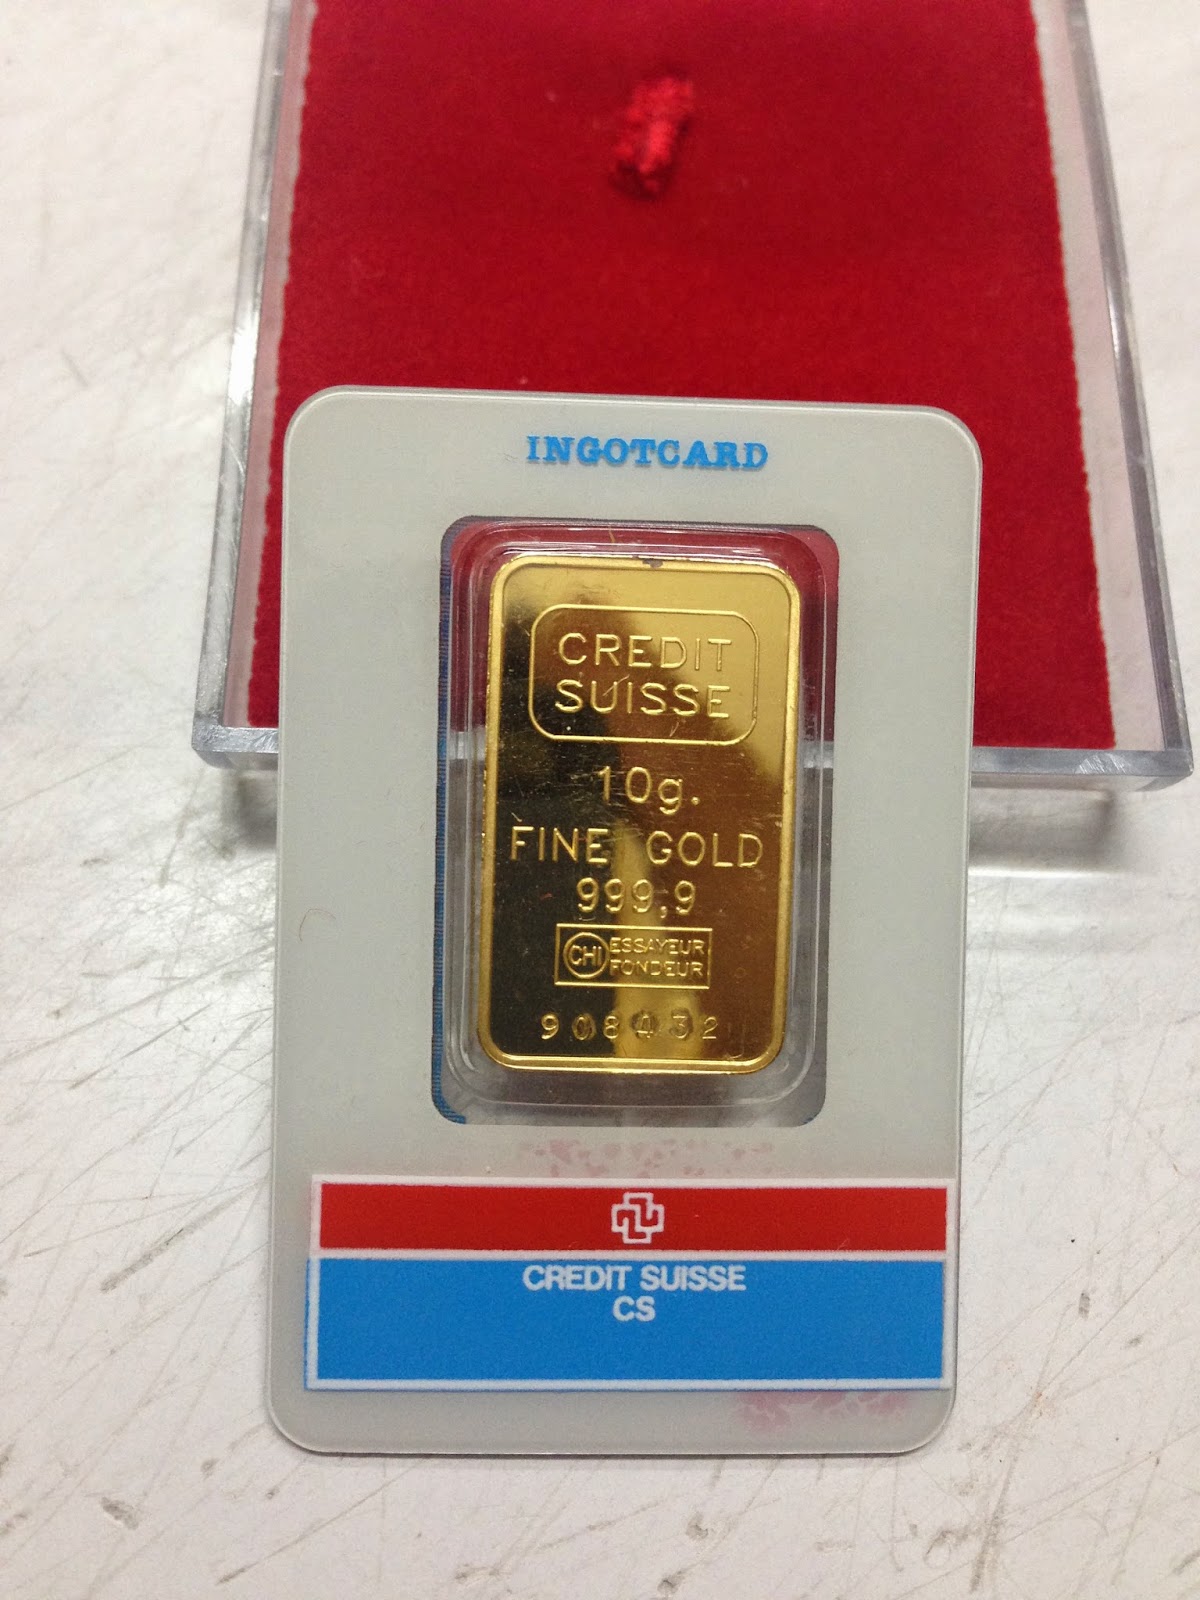 INGOTCARD
CREDIT
SUISSE
10g.
FINE GOLD
999,9
CHI ESSAYEUR
FONDEUR
908432
CREDIT SUISSE
CS